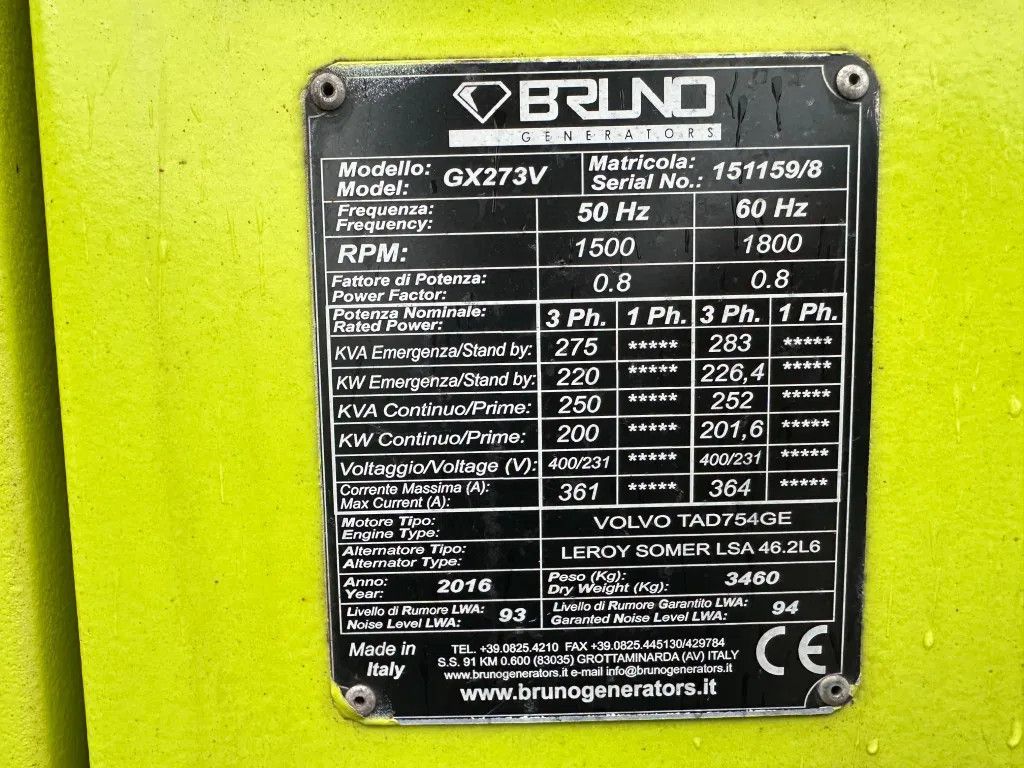 BRUNO
GENERATORS
Modello: GX273V Matricola: 151159/8
Model: Serial No.:
Frequenza: 50 Hz 60 Hz
Frequency:
RPM: 1500 1800
Fattore di Potenza: 0.8 0.8
Power Factor:
Potenza Nominale: 3 Ph. 1 Ph. 3 Ph. 1 Ph.
Rated Power:
KVA Emergenza/Stand by: 275 ***** 283 *****
KW Emergenza/Stand by: 220 ***** 226,4 *****
KVA Continuo/Prime: 250 ***** 252 *****
KW Continuo/Prime: 200 ***** 201,6 *****
Voltaggio/Voltage (V): 400/231 ***** 400/231 *****
Corrente Massima (A): 361 ***** 364 *****
Max Current (A):
Motore Tipo: VOLVO TAD754GE
Engine Type:
Alternatore Tipo: LEROY SOMER LSA 46.2L6
Alternator Type:
Anno: 2016 Peso (Kg): 3460
Year: Dry Weight (Kg):
Livello di Rumore LWA: 93 Livello di Rumore Garantito LWA: 94
Noise Level LWA: Garanted Noise Level LWA:
Made in Italy
TEL. +39.0825.4210 FAX +39.0825.445130/429784
S.S. 91 KM 0.600 (83035) GROTTAMINARDA (AV) ITALY
www.brunogenerators.it e-mail info@brunogenerators.it
www.brunogenerators.it
CE